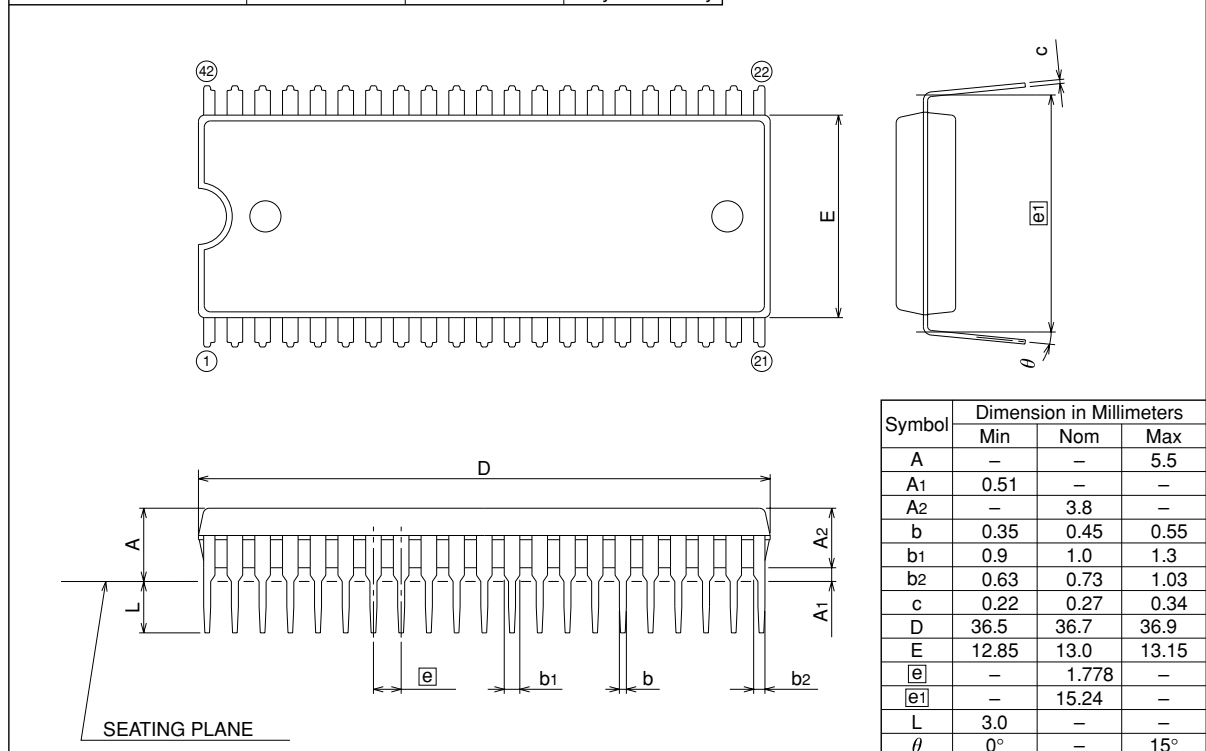 42 22
c
E
e1
1 21
θ
D
A
A2
L
A1
e b1 b b2
SEATING PLANE
Symbol Dimension in Millimeters
Min Nom Max
A – – 5.5
A1 0.51 – –
A2 – 3.8 –
b 0.35 0.45 0.55
b1 0.9 1.0 1.3
b2 0.63 0.73 1.03
c 0.22 0.27 0.34
D 36.5 36.7 36.9
E 12.85 13.0 13.15
e – 1.778 –
e1 – 15.24 –
L 3.0 – –
θ 0° – 15°